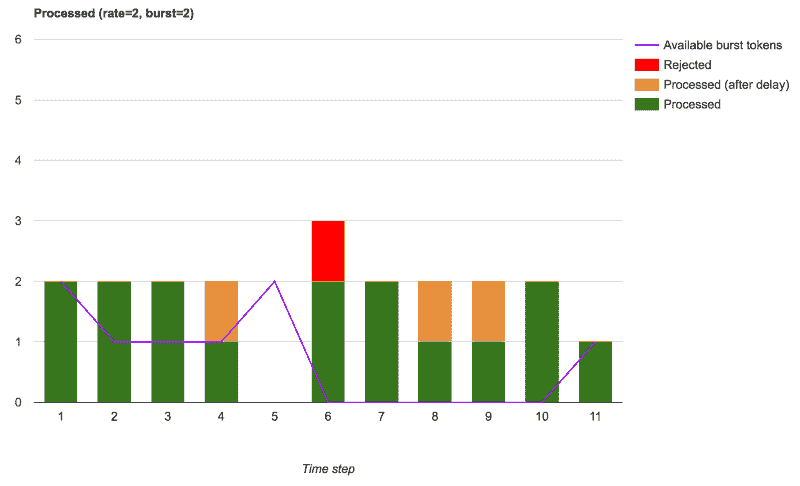 Processed (rate=2, burst=2)
6
5
4
3
2
1
0
1 2 3 4 5 6 7 8 9 10 11
Time step
Available burst tokens
Rejected
Processed (after delay)
Processed